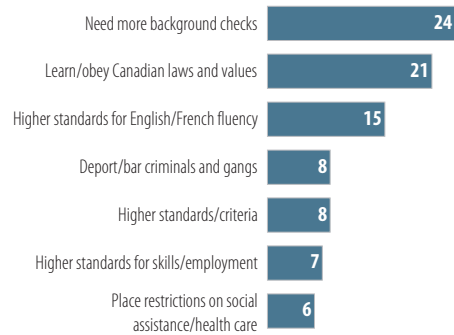 Need more background checks 24
Learn/obey Canadian laws and values 21
Higher standards for English/French fluency 15
Deport/bar criminals and gangs 8
Higher standards/criteria 8
Higher standards for skills/employment 7
Place restrictions on social
assistance/health care 6